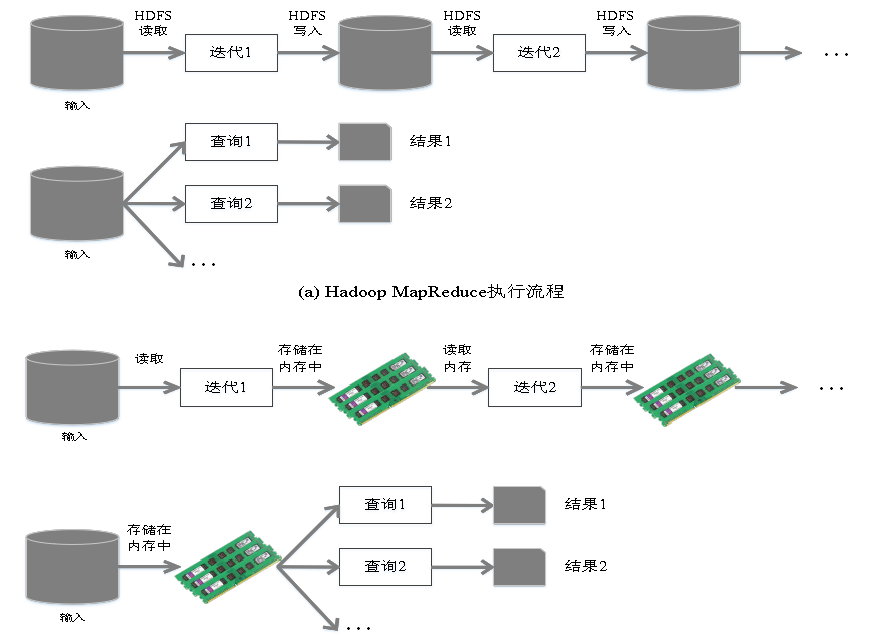 HDFS
读取
HDFS
写入
HDFS
读取
HDFS
写入
迭代1
迭代2
...
输入
查询1
结果1
查询2
结果2
输入
...
(a) Hadoop MapReduce执行流程
读取
存储在
内存中
读取
内存
存储在
内存中
迭代1
迭代2
...
输入
存储在
内存中
查询1
结果1
查询2
结果2
输入
...